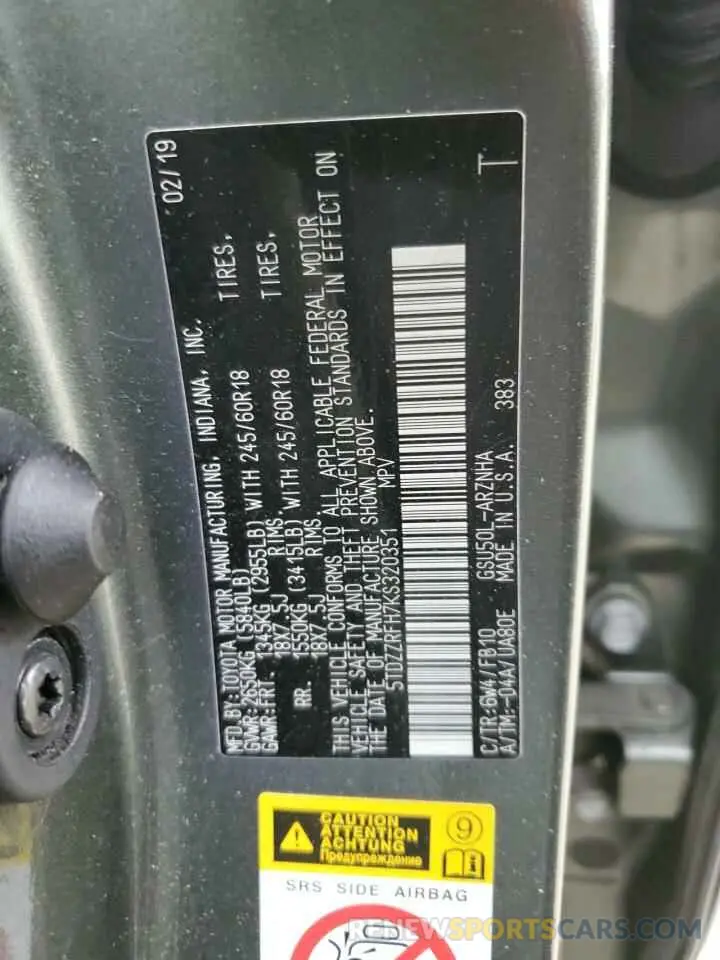 MFD.BY:TOYOTA MOTOR MANUFACTURING, INDIANA, INC. 02/19
GVWR:2650KG (5840LB)
GAWR:FRT. 1345KG (2955LB) WITH 245/60R18 TIRES,
18X7.5J RIMS
RR. 1550KG (3415LB) WITH 245/60R18 TIRES,
18X7.5J RIMS
THIS VEHICLE CONFORMS TO ALL APPLICABLE FEDERAL MOTOR
VEHICLE SAFETY AND THEFT PREVENTION STANDARDS IN EFFECT ON
THE DATE OF MANUFACTURE SHOWN ABOVE.
5TDZZRFH7KS320351 MPV
T
C/TR:6W4/FB10 GSU50L-ARZNHA
A/TM:-04A/UA80E MADE IN U.S.A. 383
CAUTION
ATTENTION
ACHTUNG
Предупреждение
9
SRS SIDE AIRBAG
RENEWSPORTSCARS.COM